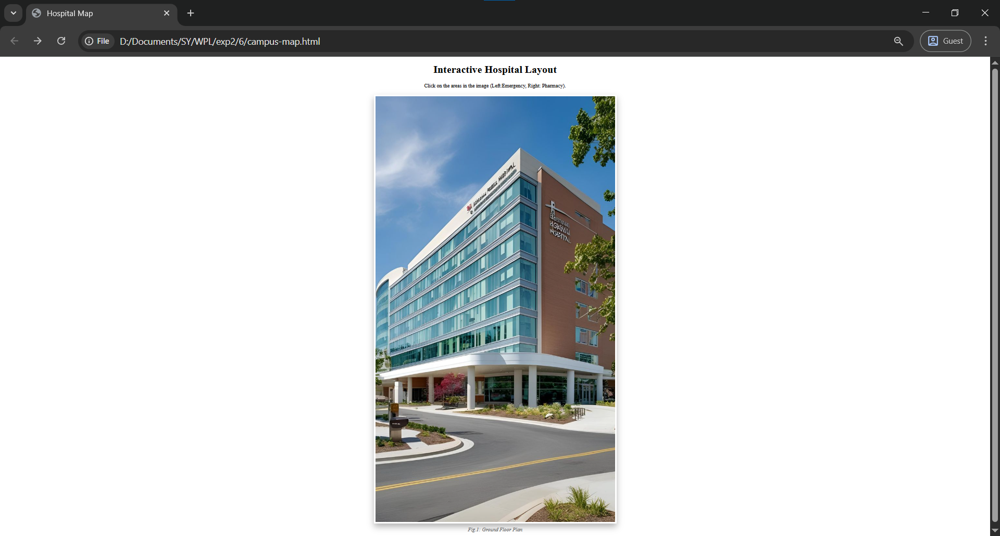 Hospital Map
File
D:/Documents/SY/WPL/exp2/6/campus-map.html
Guest
Interactive Hospital Layout
Click on the areas in the image (Left:Emergency, Right: Pharmacy).
Fig.1: Ground Floor Plan